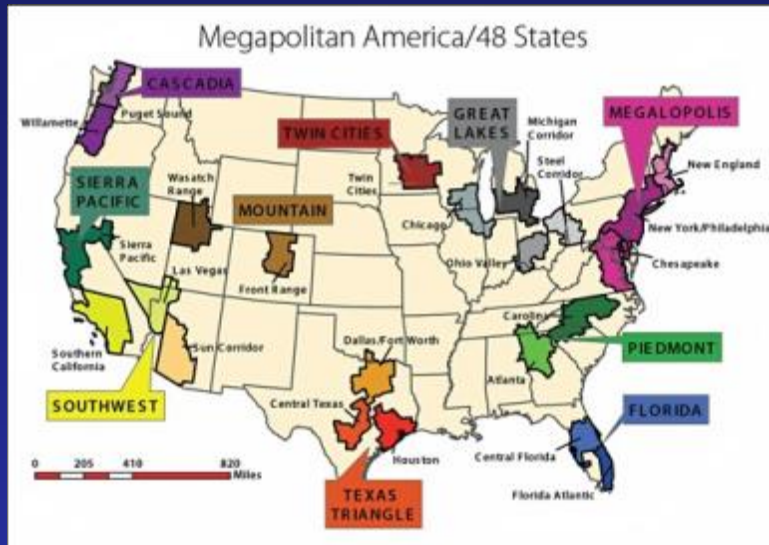 Megapolitan America/48 States
CASCADIA
Puget Sound
Willamette
TWIN CITIES
Twin
Cities
GREAT
LAKES
Michigan
Corridor
Steel
Corridor
MEGALOPOLIS
New England
New York/Philadelphia
Chesapeake
SIERRA
PACIFIC
Wasatch
Range
MOUNTAIN
Sierra
Pacific
Las Vegas
Front Range
Chicago
Ohio Valley
Carolina
PIEDMONT
Atlanta
Southern
California
Sun Corridor
SOUTHWEST
Dallas/Fort Worth
Central Texas
Houston
TEXAS
TRIANGLE
FLORIDA
Central Florida
Florida Atlantic
0 205 410 820
Miles